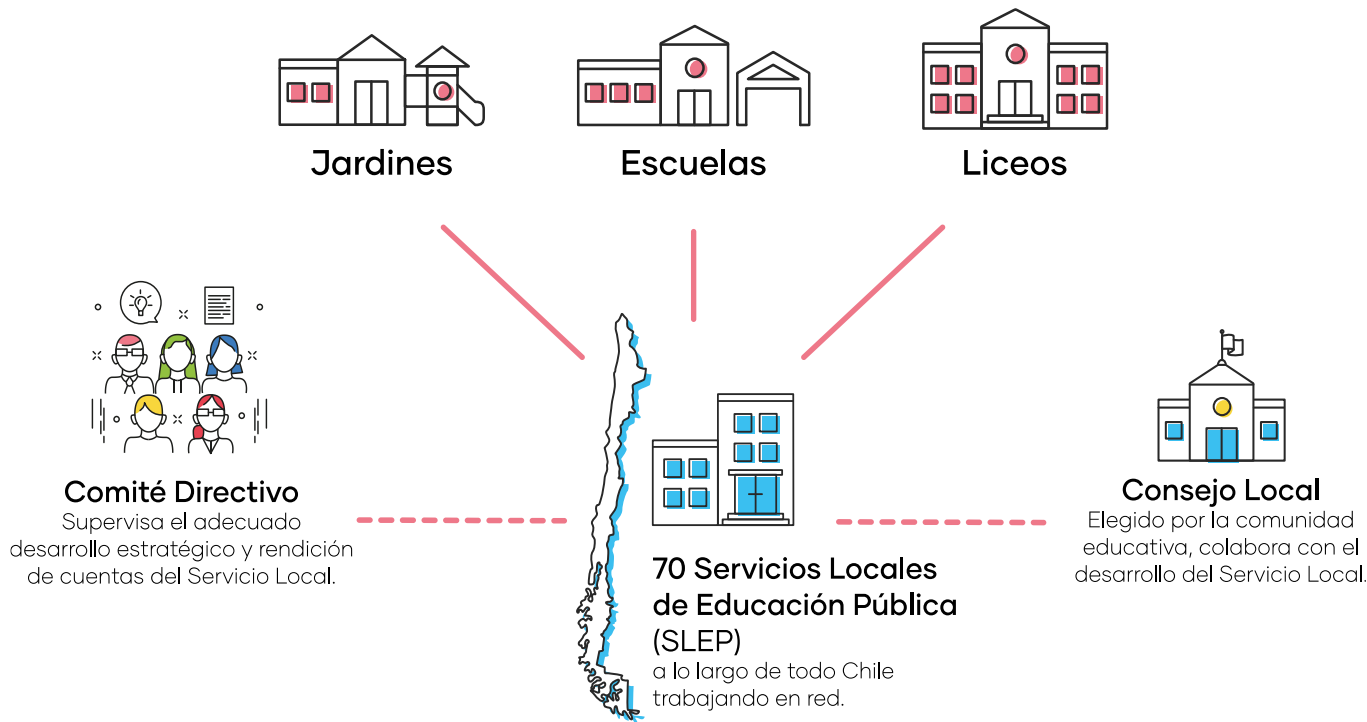 Jardines
Escuelas
Liceos
Comité Directivo
Supervisa el adecuado
desarrollo estratégico y rendición
de cuentas del Servicio Local.
70 Servicios Locales
de Educación Pública
(SLEP)
a lo largo de todo Chile
trabajando en red.
Consejo Local
Elegido por la comunidad
educativa, colabora con el
desarrollo del Servicio Local.